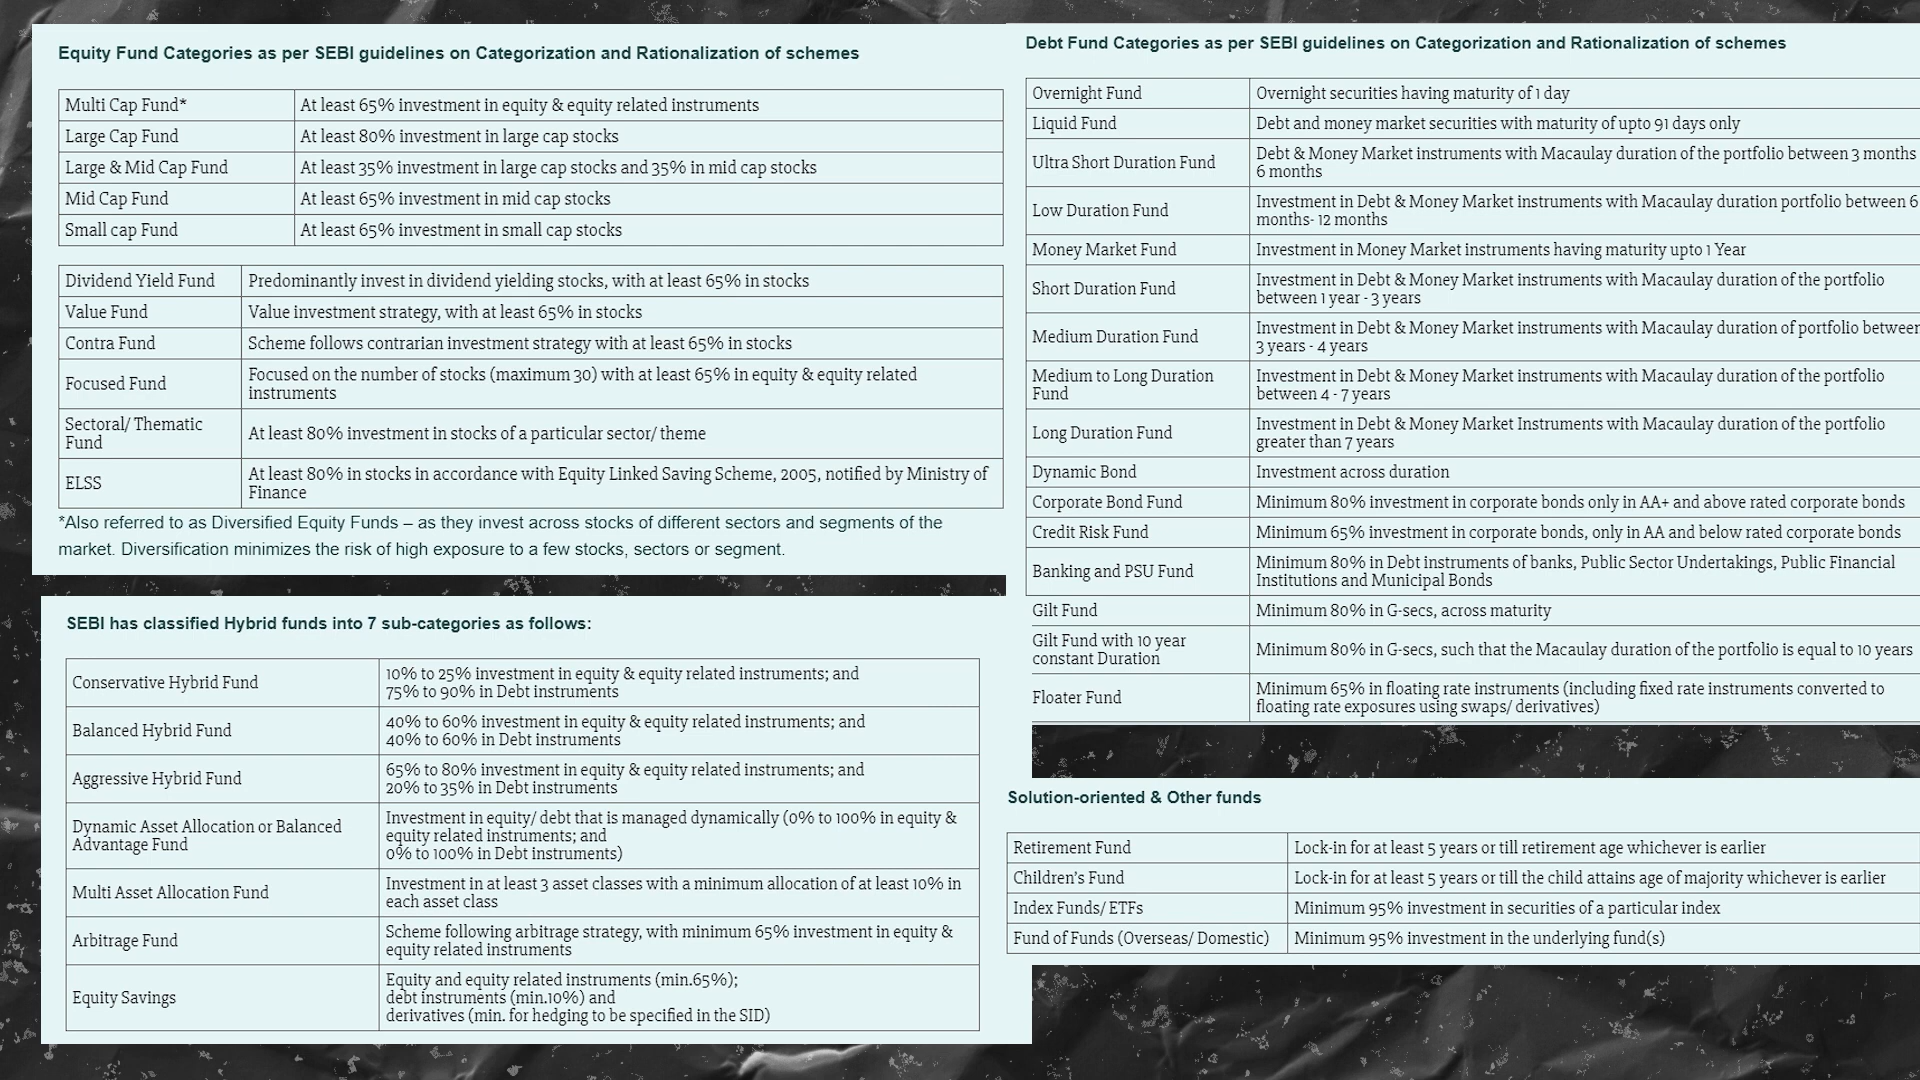 Equity Fund Categories as per SEBI guidelines on Categorization and Rationalization of schemes
Multi Cap Fund* At least 65% investment in equity & equity related instruments
Large Cap Fund At least 80% investment in large cap stocks
Large & Mid Cap Fund At least 35% investment in large cap stocks and 35% in mid cap stocks
Mid Cap Fund At least 65% investment in mid cap stocks
Small cap Fund At least 65% investment in small cap stocks
Dividend Yield Fund Predominantly invest in dividend yielding stocks, with at least 65% in stocks
Value Fund Value investment strategy, with at least 65% in stocks
Contra Fund Scheme follows contrarian investment strategy with at least 65% in stocks
Focused Fund Focused on the number of stocks (maximum 30) with at least 65% in equity & equity related
instruments
Sectoral/ Thematic
Fund
At least 80% investment in stocks of a particular sector/ theme
ELSS At least 80% in stocks in accordance with Equity Linked Saving Scheme, 2005, notified by Ministry of
Finance
*Also referred to as Diversified Equity Funds – as they invest across stocks of different sectors and segments of the
market. Diversification minimizes the risk of high exposure to a few stocks, sectors or segment.
SEBI has classified Hybrid funds into 7 sub-categories as follows:
Conservative Hybrid Fund 10% to 25% investment in equity & equity related instruments; and
75% to 90% in Debt instruments
Balanced Hybrid Fund 40% to 60% investment in equity & equity related instruments; and
40% to 60% in Debt instruments
Aggressive Hybrid Fund 65% to 80% investment in equity & equity related instruments; and
20% to 35% in Debt instruments
Dynamic Asset Allocation or Balanced
Advantage Fund
Investment in equity/ debt that is managed dynamically (0% to 100% in equity &
equity related instruments; and
0% to 100% in Debt instruments)
Multi Asset Allocation Fund Investment in at least 3 asset classes with a minimum allocation of at least 10% in
each asset class
Arbitrage Fund Scheme following arbitrage strategy, with minimum 65% investment in equity &
equity related instruments
Equity Savings Equity and equity related instruments (min.65%);
debt instruments (min.10%) and
derivatives (min. for hedging to be specified in the SID)
Debt Fund Categories as per SEBI guidelines on Categorization and Rationalization of schemes
Overnight Fund Overnight securities having maturity of 1 day
Liquid Fund Debt and money market securities with maturity of upto 91 days only
Ultra Short Duration Fund Debt & Money Market instruments with Macaulay duration of the portfolio between 3 months
6 months
Low Duration Fund Investment in Debt & Money Market instruments with Macaulay duration portfolio between 6
months- 12 months
Money Market Fund Investment in Money Market instruments having maturity upto 1 Year
Short Duration Fund Investment in Debt & Money Market instruments with Macaulay duration of the portfolio
between 1 year - 3 years
Medium Duration Fund Investment in Debt & Money Market instruments with Macaulay duration of portfolio between
3 years - 4 years
Medium to Long Duration
Fund
Investment in Debt & Money Market instruments with Macaulay duration of the portfolio
between 4 - 7 years
Long Duration Fund Investment in Debt & Money Market Instruments with Macaulay duration of the portfolio
greater than 7 years
Dynamic Bond Investment across duration
Corporate Bond Fund Minimum 80% investment in corporate bonds only in AA+ and above rated corporate bonds
Credit Risk Fund Minimum 65% investment in corporate bonds, only in AA and below rated corporate bonds
Banking and PSU Fund Minimum 80% in Debt instruments of banks, Public Sector Undertakings, Public Financial
Institutions and Municipal Bonds
Gilt Fund Minimum 80% in G-secs, across maturity
Gilt Fund with 10 year
constant Duration
Minimum 80% in G-secs, such that the Macaulay duration of the portfolio is equal to 10 years
Floater Fund Minimum 65% in floating rate instruments (including fixed rate instruments converted to
floating rate exposures using swaps/ derivatives)
Solution-oriented & Other funds
Retirement Fund Lock-in for at least 5 years or till retirement age whichever is earlier
Children’s Fund Lock-in for at least 5 years or till the child attains age of majority whichever is earlier
Index Funds/ ETFs Minimum 95% investment in securities of a particular index
Fund of Funds (Overseas/ Domestic) Minimum 95% investment in the underlying fund(s)